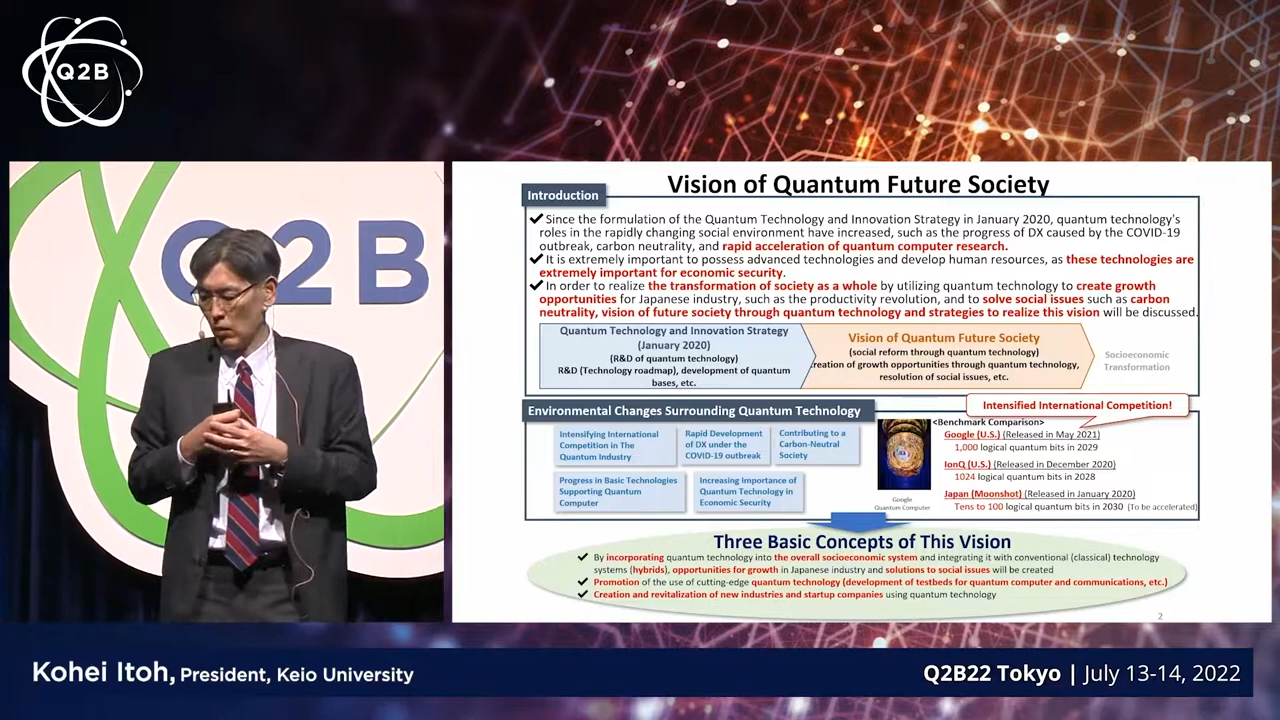 Q2B
Q2B
Vision of Quantum Future Society
Introduction
Since the formulation of the Quantum Technology and Innovation Strategy in January 2020, quantum technology's
roles in the rapidly changing social environment have increased, such as the progress of DX caused by the COVID-19
outbreak, carbon neutrality, and rapid acceleration of quantum computer research.
It is extremely important to possess advanced technologies and develop human resources, as these technologies are
extremely important for economic security.
In order to realize the transformation of society as a whole by utilizing quantum technology to create growth
opportunities for Japanese industry, such as the productivity revolution, and to solve social issues such as carbon
neutrality, vision of future society through quantum technology and strategies to realize this vision will be discussed.
Quantum Technology and Innovation Strategy
(January 2020)
(R&D of quantum technology)
R&D (Technology roadmap), development of quantum
bases, etc.
Vision of Quantum Future Society
(social reform through quantum technology)
reation of growth opportunities through quantum technology,
resolution of social issues, etc.
Socioeconomic
Transformation
Environmental Changes Surrounding Quantum Technology
Intensified International Competition!
Intensifying International
Competition in The
Quantum Industry
Rapid Development
of DX under the
COVID-19 outbreak
Contributing to a
Carbon-Neutral
Society
Progress in Basic Technologies
Supporting Quantum
Computer
Increasing Importance of
Quantum Technology in
Economic Security
Google
Quantum Computer
<Benchmark Comparison>
Google (U.S.) (Released in May 2021)
1,000 logical quantum bits in 2029
IonQ (U.S.) (Released in December 2020)
1024 logical quantum bits in 2028
Japan (Moonshot) (Released in January 2020)
Tens to 100 logical quantum bits in 2030 (To be accelerated)
Three Basic Concepts of This Vision
By incorporating quantum technology into the overall socioeconomic system and integrating it with conventional (classical) technology
systems (hybrids), opportunities for growth in Japanese industry and solutions to social issues will be created
Promotion of the use of cutting-edge quantum technology (development of testbeds for quantum computer and communications, etc.)
Creation and revitalization of new industries and startup companies using quantum technology
2
Kohei Itoh, President, Keio University
Q2B22 Tokyo | July 13-14, 2022